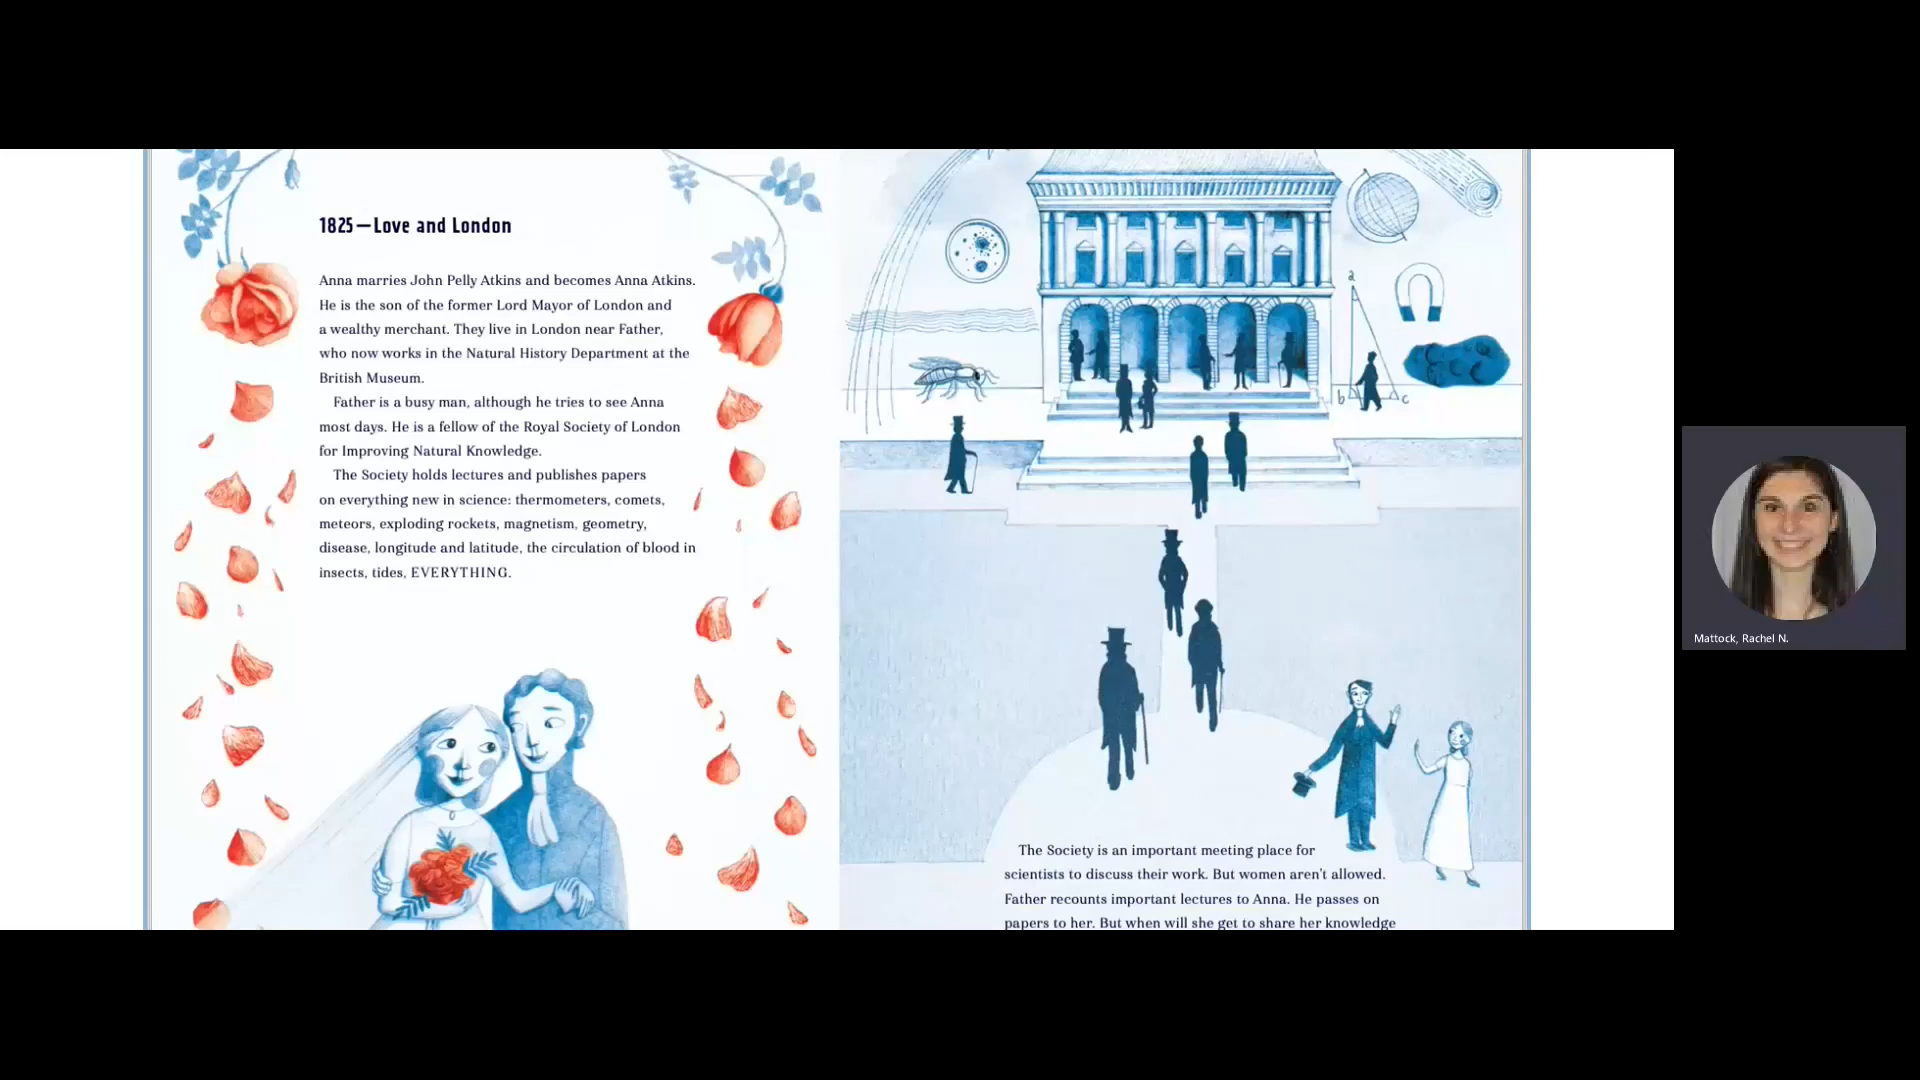 1825—Love and London
Anna marries John Pelly Atkins and becomes Anna Atkins.
He is the son of the former Lord Mayor of London and
a wealthy merchant. They live in London near Father,
who now works in the Natural History Department at the
British Museum.
Father is a busy man, although he tries to see Anna
most days. He is a fellow of the Royal Society of London
for Improving Natural Knowledge.
The Society holds lectures and publishes papers
on everything new in science: thermometers, comets,
meteors, exploding rockets, magnetism, geometry,
disease, longitude and latitude, the circulation of blood in
insects, tides, EVERYTHING.
a
b
c
The Society is an important meeting place for
scientists to discuss their work. But women aren't allowed.
Father recounts important lectures to Anna. He passes on
papers to her. But when will she get to share her knowledge
Mattock, Rachel N.